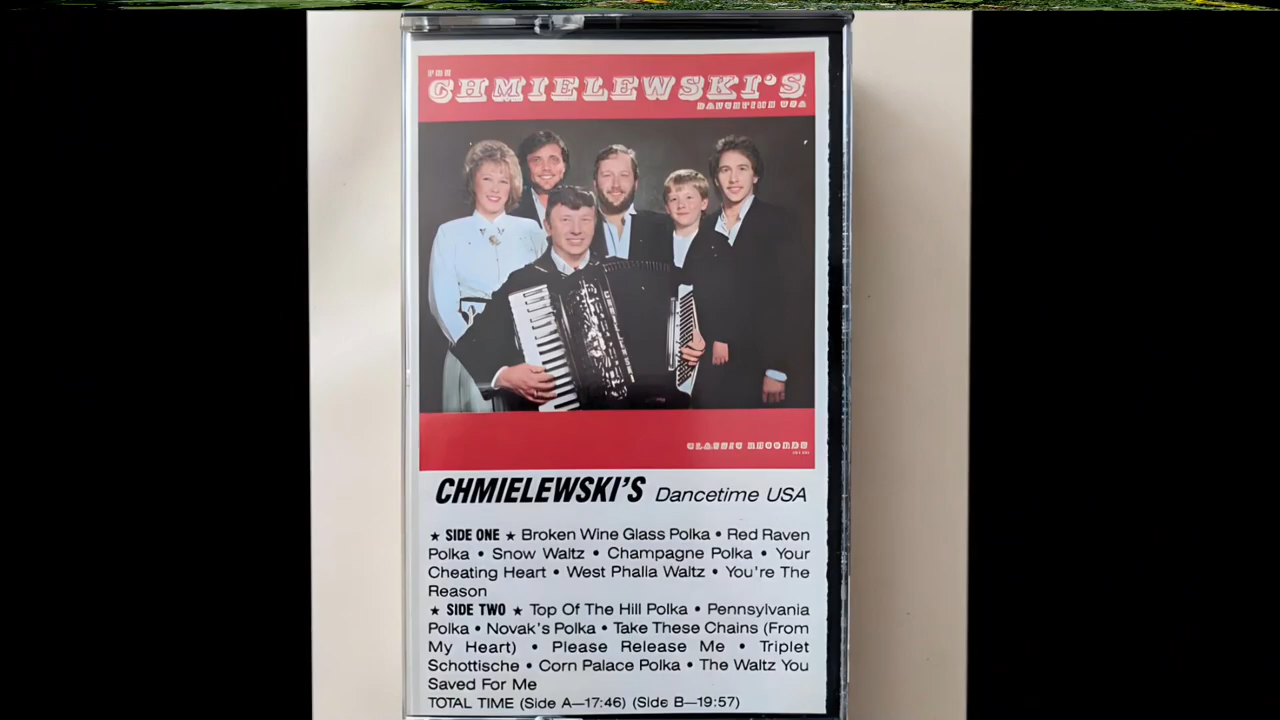 THE
CHMIELEWSKI'S
DANCETIME USA
CLASSIC RECORDS
CHMIELEWSKI'S Dancetime USA
★ SIDE ONE ★ Broken Wine Glass Polka • Red Raven
Polka • Snow Waltz • Champagne Polka • Your
Cheating Heart • West Phalla Waltz • You're The
Reason
★ SIDE TWO ★ Top Of The Hill Polka • Pennsylvania
Polka • Novak's Polka • Take These Chains (From
My Heart) • Please Release Me • Triplet
Schottische • Corn Palace Polka • The Waltz You
Saved For Me
TOTAL TIME (Side A—17:46) (Side B—19:57)